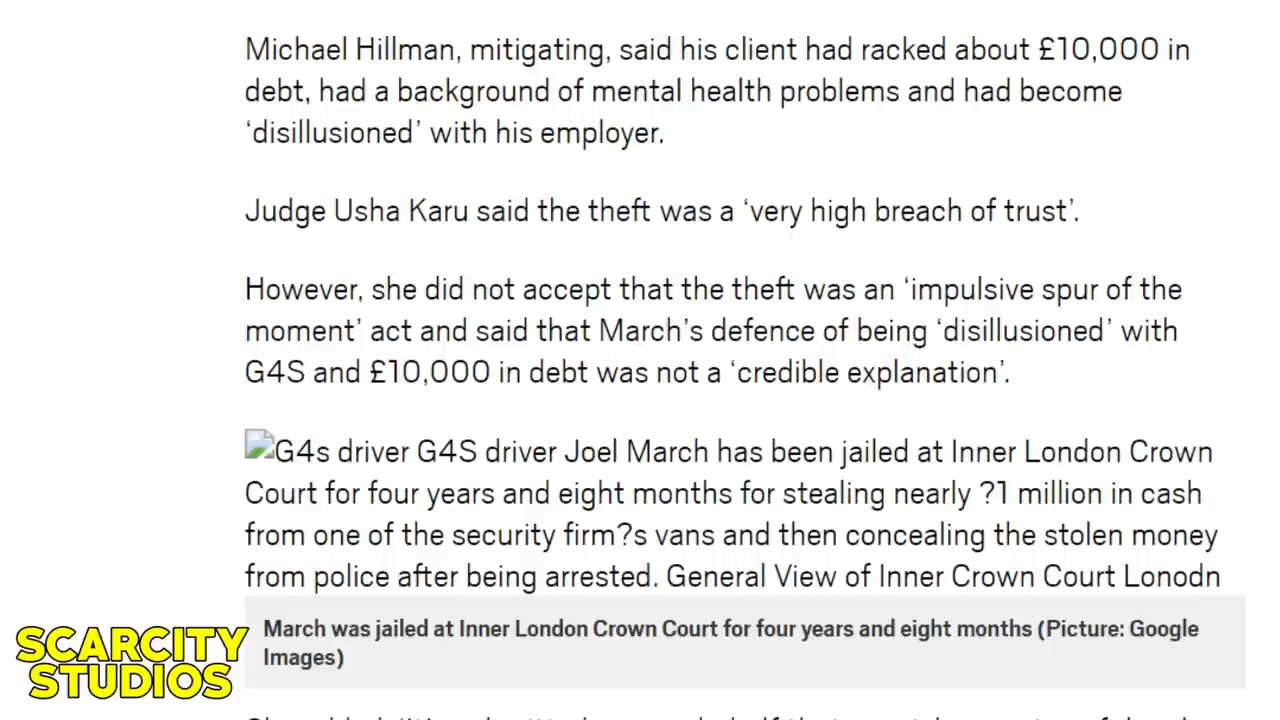 Michael Hillman, mitigating, said his client had racked about £10,000 in
debt, had a background of mental health problems and had become
‘disillusioned’ with his employer.
Judge Usha Karu said the theft was a ‘very high breach of trust’.
However, she did not accept that the theft was an ‘impulsive spur of the
moment’ act and said that March’s defence of being ‘disillusioned’ with
G4S and £10,000 in debt was not a ‘credible explanation’.
G4s driver G4S driver Joel March has been jailed at Inner London Crown
Court for four years and eight months for stealing nearly ?1 million in cash
from one of the security firm?s vans and then concealing the stolen money
from police after being arrested. General View of Inner Crown Court Lonodn
March was jailed at Inner London Crown Court for four years and eight months (Picture: Google
Images)
SCARCITY
STUDIOS